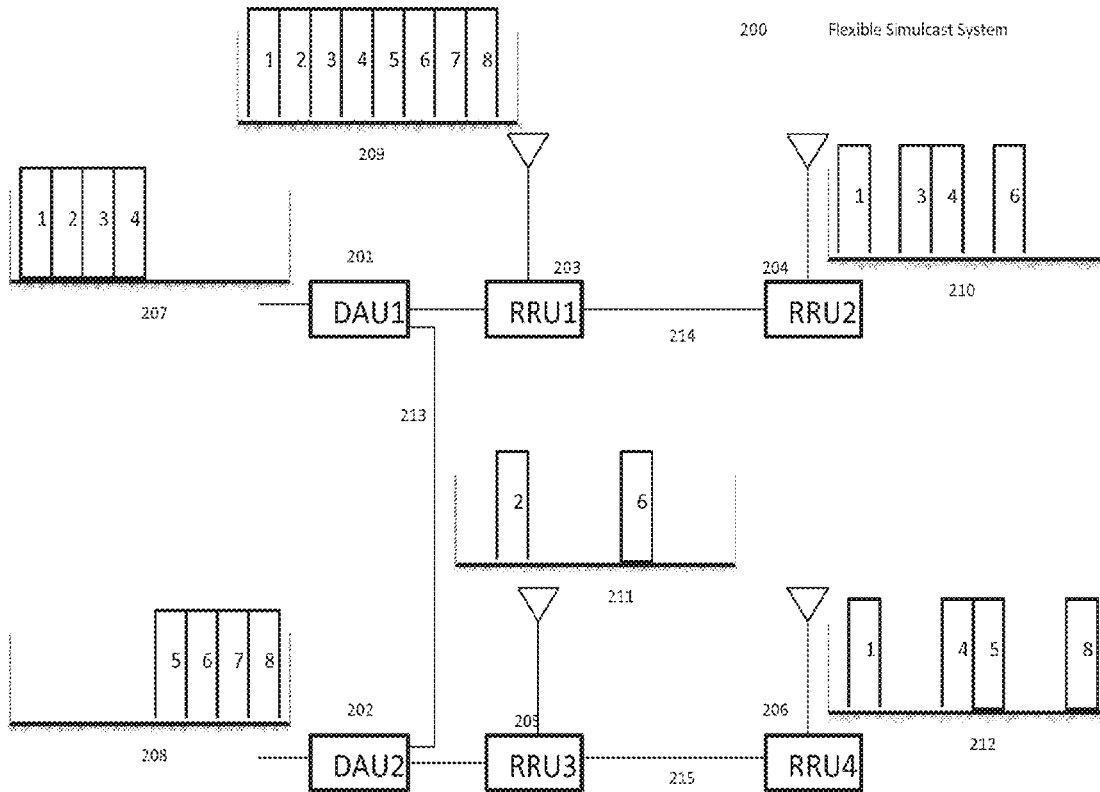 200 Flexible Simulcast System
1 2 3 4 5 6 7 8
209
1 2 3 4
207
201
DAU1
203
RRU1
214
204
RRU2
1 3 4 6
210
213
2 6
211
5 6 7 8
208
202
DAU2
205
RRU3
215
206
RRU4
1 4 5 8
212